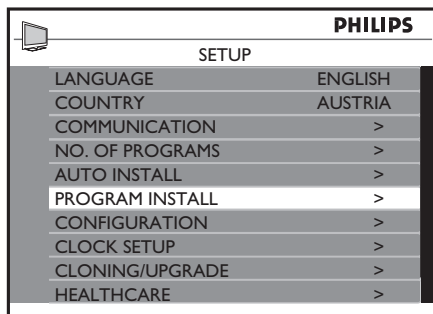 PHILIPS
SETUP
LANGUAGE ENGLISH
COUNTRY AUSTRIA
COMMUNICATION >
NO. OF PROGRAMS >
AUTO INSTALL >
PROGRAM INSTALL >
CONFIGURATION >
CLOCK SETUP >
CLONING/UPGRADE >
HEALTHCARE >